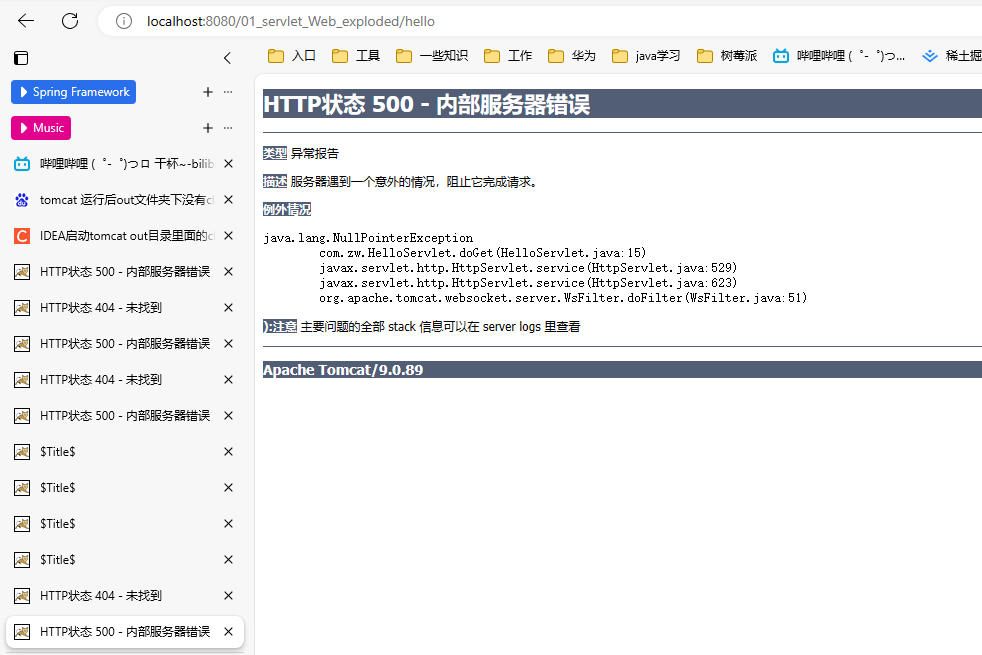 localhost:8080/01_servlet_Web_exploded/hello
入口 工具 一些知识 工作 华为 java学习 树莓派 哔哩哔哩 (゜-゜)つ... 稀土掘
Spring Framework
Music
哔哩哔哩 (゜-゜)つロ 干杯~-bilib
tomcat 运行后out文件夹下没有cl
IDEA启动tomcat out目录里面的c
HTTP状态 500 - 内部服务器错误
HTTP状态 404 - 未找到
HTTP状态 500 - 内部服务器错误
HTTP状态 404 - 未找到
HTTP状态 500 - 内部服务器错误
$Title$
$Title$
$Title$
$Title$
HTTP状态 404 - 未找到
HTTP状态 500 - 内部服务器错误
HTTP状态 500 - 内部服务器错误
类型 异常报告
描述 服务器遇到一个意外的情况，阻止它完成请求。
例外情况
java.lang.NullPointerException
com.zw.HelloServlet.doGet(HelloServlet.java:15)
javax.servlet.http.HttpServlet.service(HttpServlet.java:529)
javax.servlet.http.HttpServlet.service(HttpServlet.java:623)
org.apache.tomcat.websocket.server.WsFilter.doFilter(WsFilter.java:51)
):注意 主要问题的全部 stack 信息可以在 server logs 里查看
Apache Tomcat/9.0.89